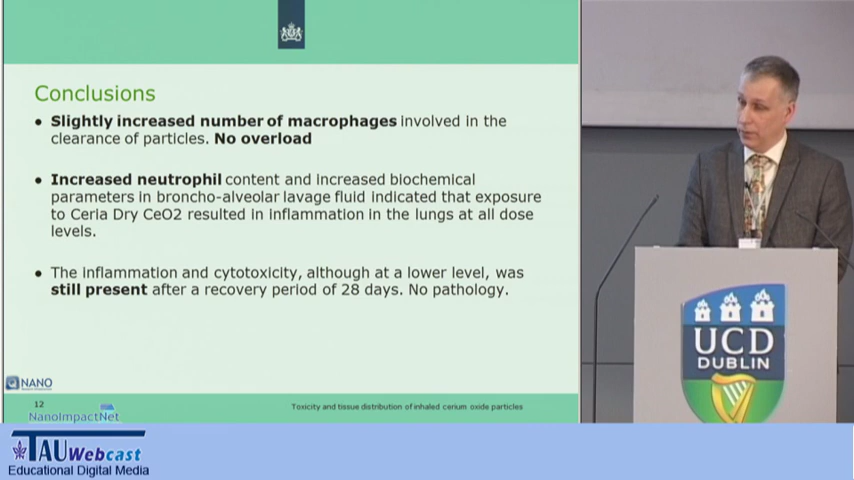 Conclusions
● Slightly increased number of macrophages involved in the
clearance of particles. No overload
● Increased neutrophil content and increased biochemical
parameters in broncho-alveolar lavage fluid indicated that exposure
to Ceria Dry CeO2 resulted in inflammation in the lungs at all dose
levels.
● The inflammation and cytotoxicity, although at a lower level, was
still present after a recovery period of 28 days. No pathology.
NANO
12
NanoImpactNet
Toxicity and tissue distribution of inhaled cerium oxide particles
UCD
DUBLIN
TAU Webcast
Educational Digital Media